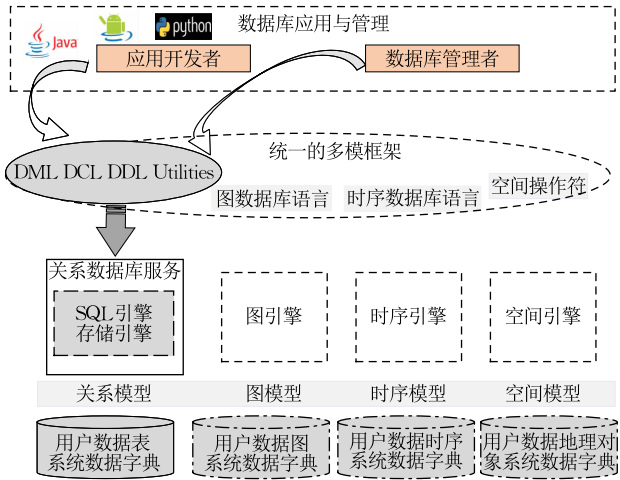 数据库应用与管理
Java
python
应用开发者
数据库管理者
统一的多模框架
DML DCL DDL Utilities
图数据库语言
时序数据库语言
空间操作符
关系数据库服务
SQL引擎
存储引擎
图引擎
时序引擎
空间引擎
关系模型
图模型
时序模型
空间模型
用户数据表
系统数据字典
用户数据图
系统数据字典
用户数据时序
系统数据字典
用户数据地理对
象系统数据字典